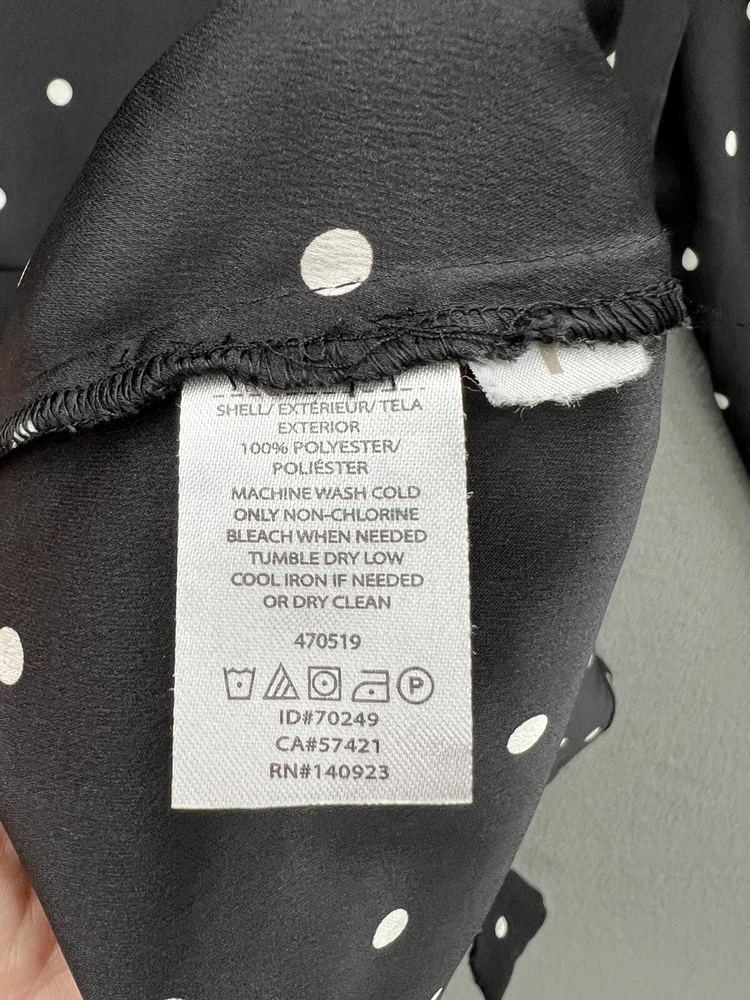 SHELL/ EXTÉRIEUR/ TELA
EXTERIOR
100% POLYESTER/
POLIÉSTER
MACHINE WASH COLD
ONLY NON-CHLORINE
BLEACH WHEN NEEDED
TUMBLE DRY LOW
COOL IRON IF NEEDED
OR DRY CLEAN
470519
P
ID#70249
CA#57421
RN#140923